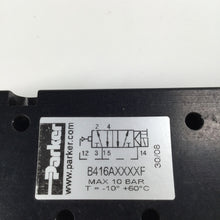 Parker
www.parker.com
2 4
12 3 1 5 14
B416AXXXXF
MAX 10 BAR
T = -10° +60°C
30/08